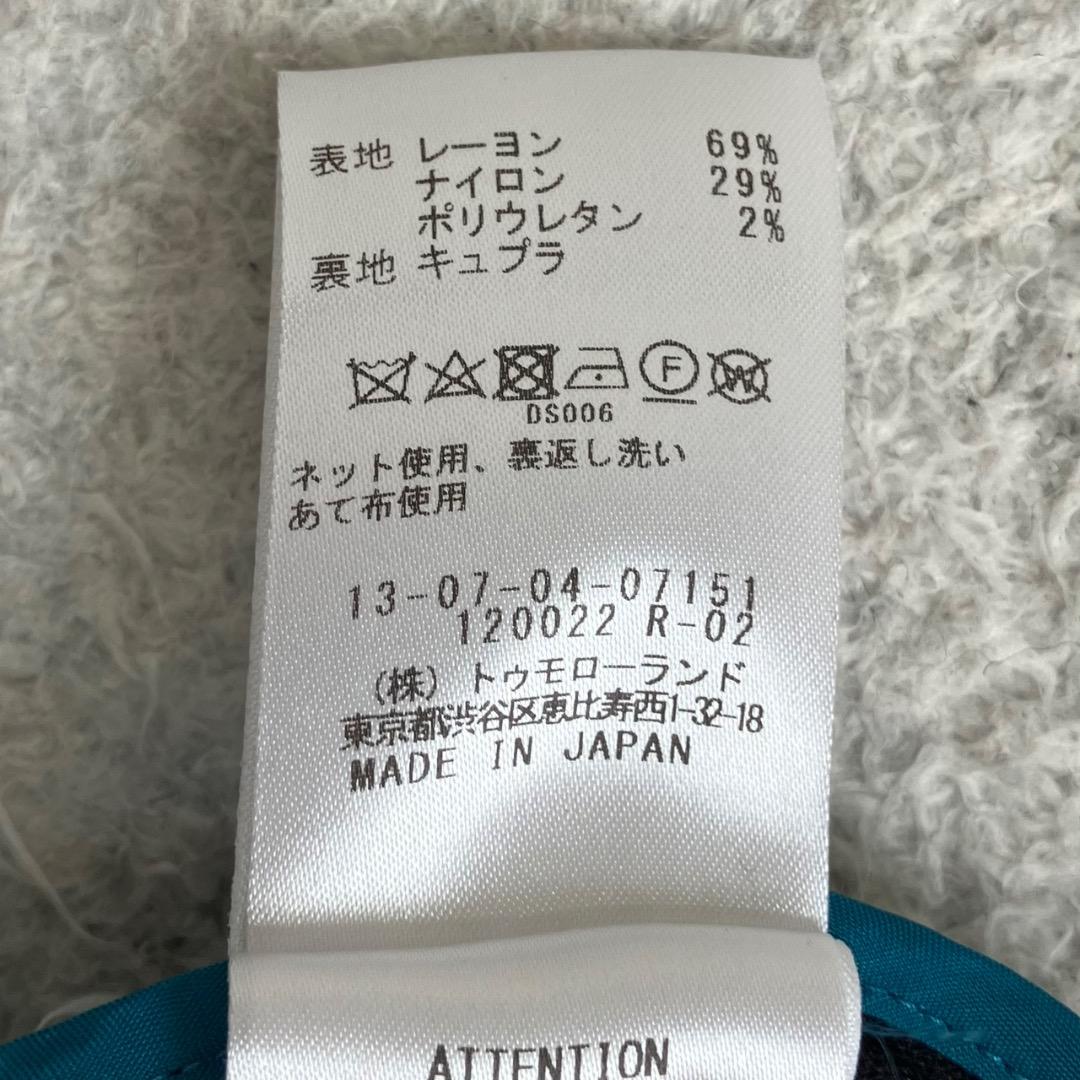 表地 レーヨン 69%
ナイロン 29%
ポリウレタン 2%
裏地 キュプラ
F W
DS006
ネット使用、裏返し洗い
あて布使用
13-07-04-07151
120022 R-02
(株) トゥモローランド
東京都渋谷区恵比寿西1-32-18
MADE IN JAPAN
ATTENTION